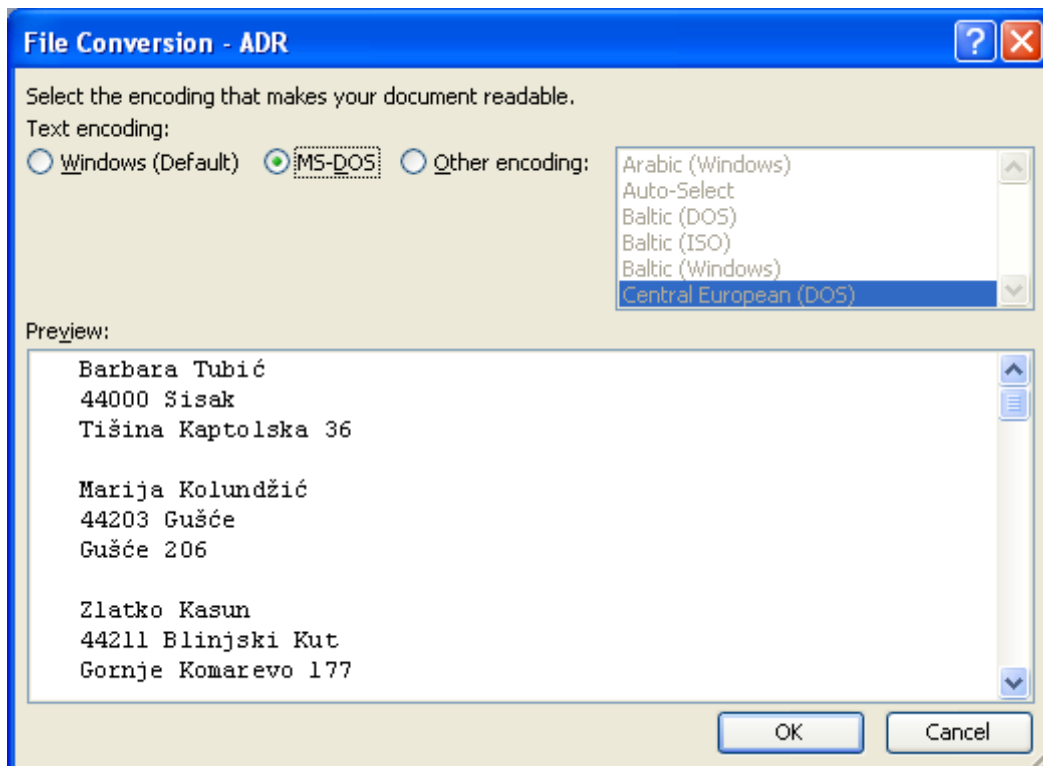 File Conversion - ADR
Select the encoding that makes your document readable.
Text encoding:
Windows (Default) MS-DOS Other encoding:
Arabic (Windows)
Auto-Select
Baltic (DOS)
Baltic (ISO)
Baltic (Windows)
Central European (DOS)
Preview:
Barbara Tubić
44000 Sisak
Tišina Kaptolska 36
Marija Kolundžić
44203 Gušće
Gušće 206
Zlatko Kasun
44211 Blinjski Kut
Gornje Komarevo 177
OK Cancel